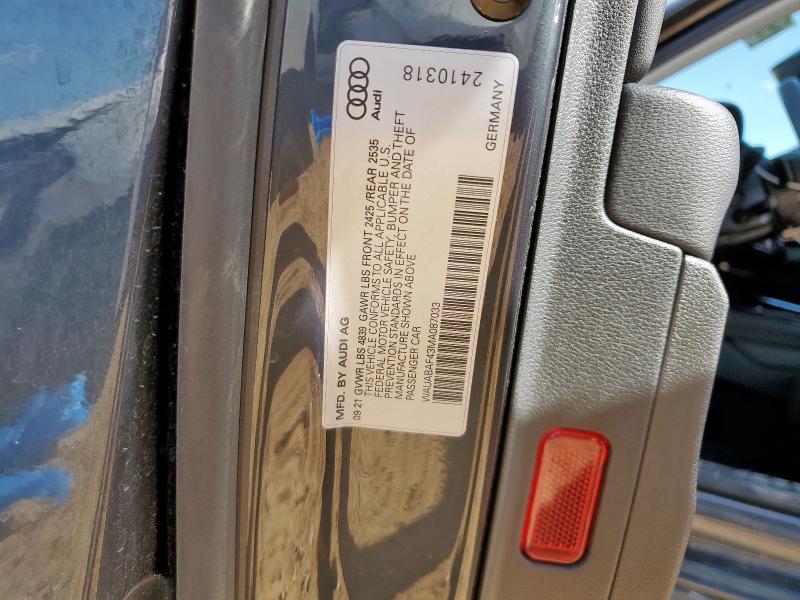 MFD. BY AUDI AG
09 21 GVWR LBS 4839 GAWR LBS FRONT 2425 /REAR 2535
THIS VEHICLE CONFORMS TO ALL APPLICABLE U.S.
FEDERAL MOTOR VEHICLE SAFETY, BUMPER AND THEFT
PREVENTION STANDARDS IN EFFECT ON THE DATE OF
MANUFACTURE SHOWN ABOVE
PASSENGER CAR
WAUABAF43MA087033
Audi
2410318
GERMANY